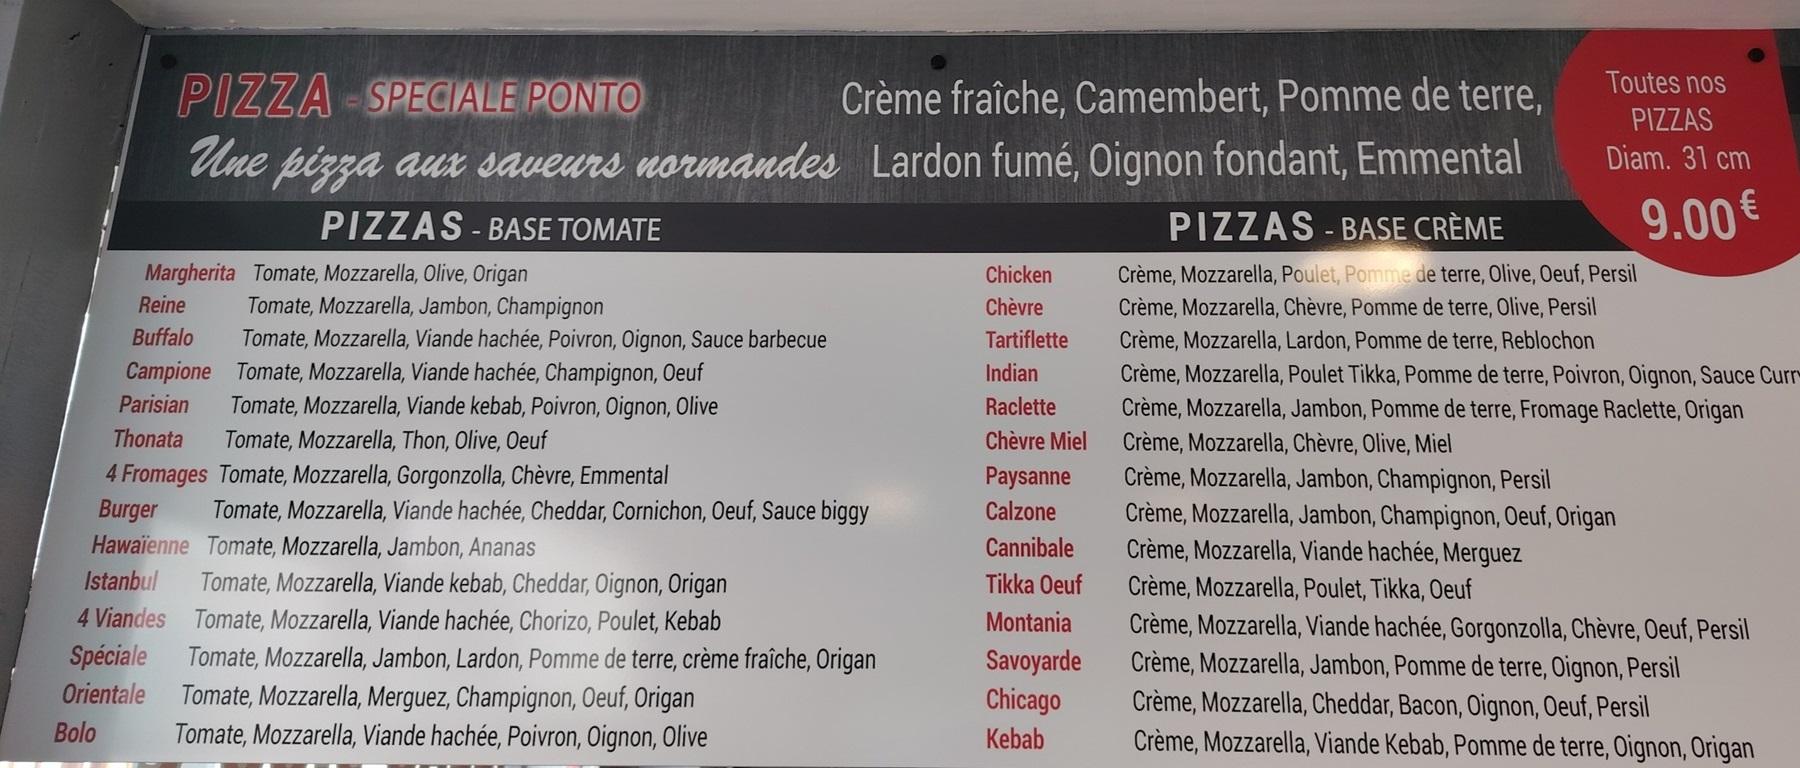 PIZZA - SPECIALE PONTO
Une pizza aux saveurs normandes
Crème fraîche, Camembert, Pomme de terre,
Lardon fumé, Oignon fondant, Emmental
Toutes nos
PIZZAS
Diam. 31 cm
9.00€
PIZZAS - BASE TOMATE
Margherita Tomate, Mozzarella, Olive, Origan
Reine Tomate, Mozzarella, Jambon, Champignon
Buffalo Tomate, Mozzarella, Viande hachée, Poivron, Oignon, Sauce barbecue
Campione Tomate, Mozzarella, Viande hachée, Champignon, Oeuf
Parisian Tomate, Mozzarella, Viande kebab, Poivron, Oignon, Olive
Thonata Tomate, Mozzarella, Thon, Olive, Oeuf
4 Fromages Tomate, Mozzarella, Gorgonzolla, Chèvre, Emmental
Burger Tomate, Mozzarella, Viande hachée, Cheddar, Cornichon, Oeuf, Sauce biggy
Hawaïenne Tomate, Mozzarella, Jambon, Ananas
Istanbul Tomate, Mozzarella, Viande kebab, Cheddar, Oignon, Origan
4 Viandes Tomate, Mozzarella, Viande hachée, Chorizo, Poulet, Kebab
Spéciale Tomate, Mozzarella, Jambon, Lardon, Pomme de terre, crème fraîche, Origan
Orientale Tomate, Mozzarella, Merguez, Champignon, Oeuf, Origan
Bolo Tomate, Mozzarella, Viande hachée, Poivron, Oignon, Olive
PIZZAS - BASE CRÈME
Chicken Crème, Mozzarella, Poulet, Pomme de terre, Olive, Oeuf, Persil
Chèvre Crème, Mozzarella, Chèvre, Pomme de terre, Olive, Persil
Tartiflette Crème, Mozzarella, Lardon, Pomme de terre, Reblochon
Indian Crème, Mozzarella, Poulet Tikka, Pomme de terre, Poivron, Oignon, Sauce Curry
Raclette Crème, Mozzarella, Jambon, Pomme de terre, Fromage Raclette, Origan
Chèvre Miel Crème, Mozzarella, Chèvre, Olive, Miel
Paysanne Crème, Mozzarella, Jambon, Champignon, Persil
Calzone Crème, Mozzarella, Jambon, Champignon, Oeuf, Origan
Cannibale Crème, Mozzarella, Viande hachée, Merguez
Tikka Oeuf Crème, Mozzarella, Poulet, Tikka, Oeuf
Montania Crème, Mozzarella, Viande hachée, Gorgonzolla, Chèvre, Oeuf, Persil
Savoyarde Crème, Mozzarella, Jambon, Pomme de terre, Oignon, Persil
Chicago Crème, Mozzarella, Cheddar, Bacon, Oignon, Oeuf, Persil
Kebab Crème, Mozzarella, Viande Kebab, Pomme de terre, Oignon, Origan